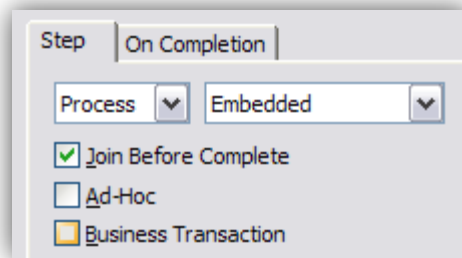 Step On Completion
Process Embedded
Join Before Complete
Ad-Hoc
Business Transaction